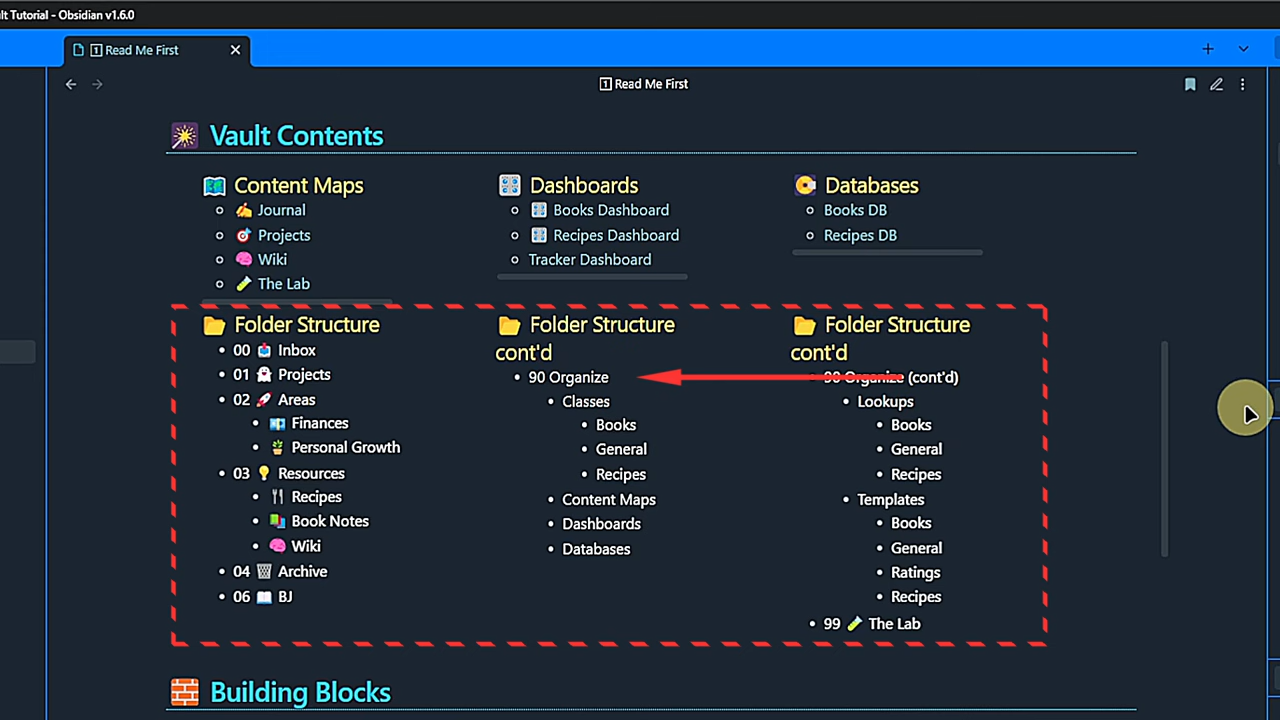 lt Tutorial - Obsidian v1.6.0
1 Read Me First
1 Read Me First
Vault Contents
Content Maps
Journal
Projects
Wiki
The Lab
Dashboards
Books Dashboard
Recipes Dashboard
Tracker Dashboard
Databases
Books DB
Recipes DB
Folder Structure
00 Inbox
01 Projects
02 Areas
Finances
Personal Growth
03 Resources
Recipes
Book Notes
Wiki
04 Archive
06 BJ
Folder Structure
cont'd
90 Organize
Classes
Books
General
Recipes
Content Maps
Dashboards
Databases
Folder Structure
cont'd
90 Organize (cont'd)
Lookups
Books
General
Recipes
Templates
Books
General
Ratings
Recipes
99 The Lab
Building Blocks